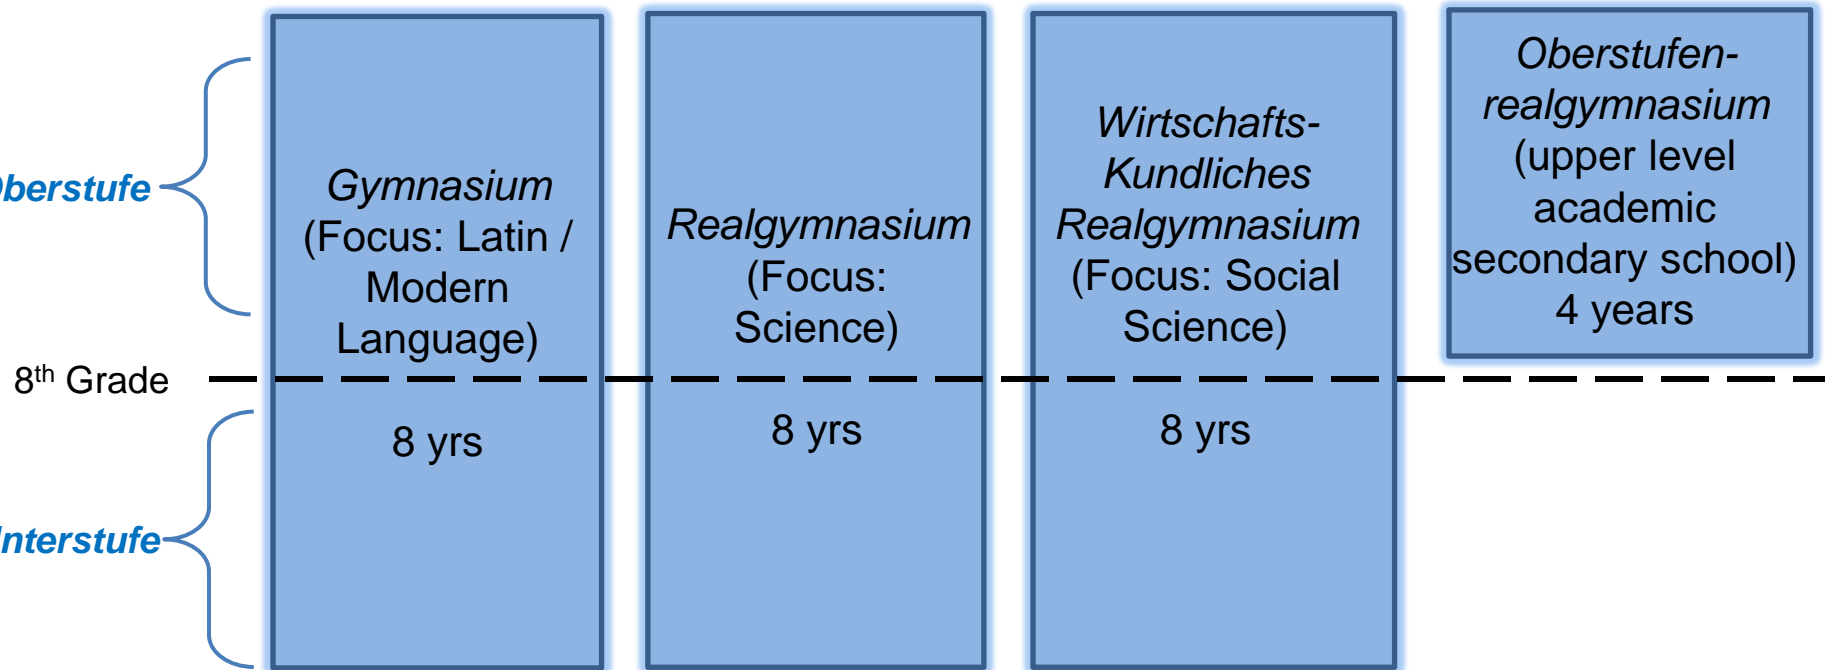 Oberstufen-
realgymnasium
(upper level
academic
secondary school)
4 years
Wirtschafts-
Kundliches
Realgymnasium
(Focus: Social
Science)
Gymnasium
(Focus: Latin /
Modern
Language)
Realgymnasium
(Focus:
Science)
berstufe
8th Grade
8 yrs
8 yrs
8 yrs
nterstufe